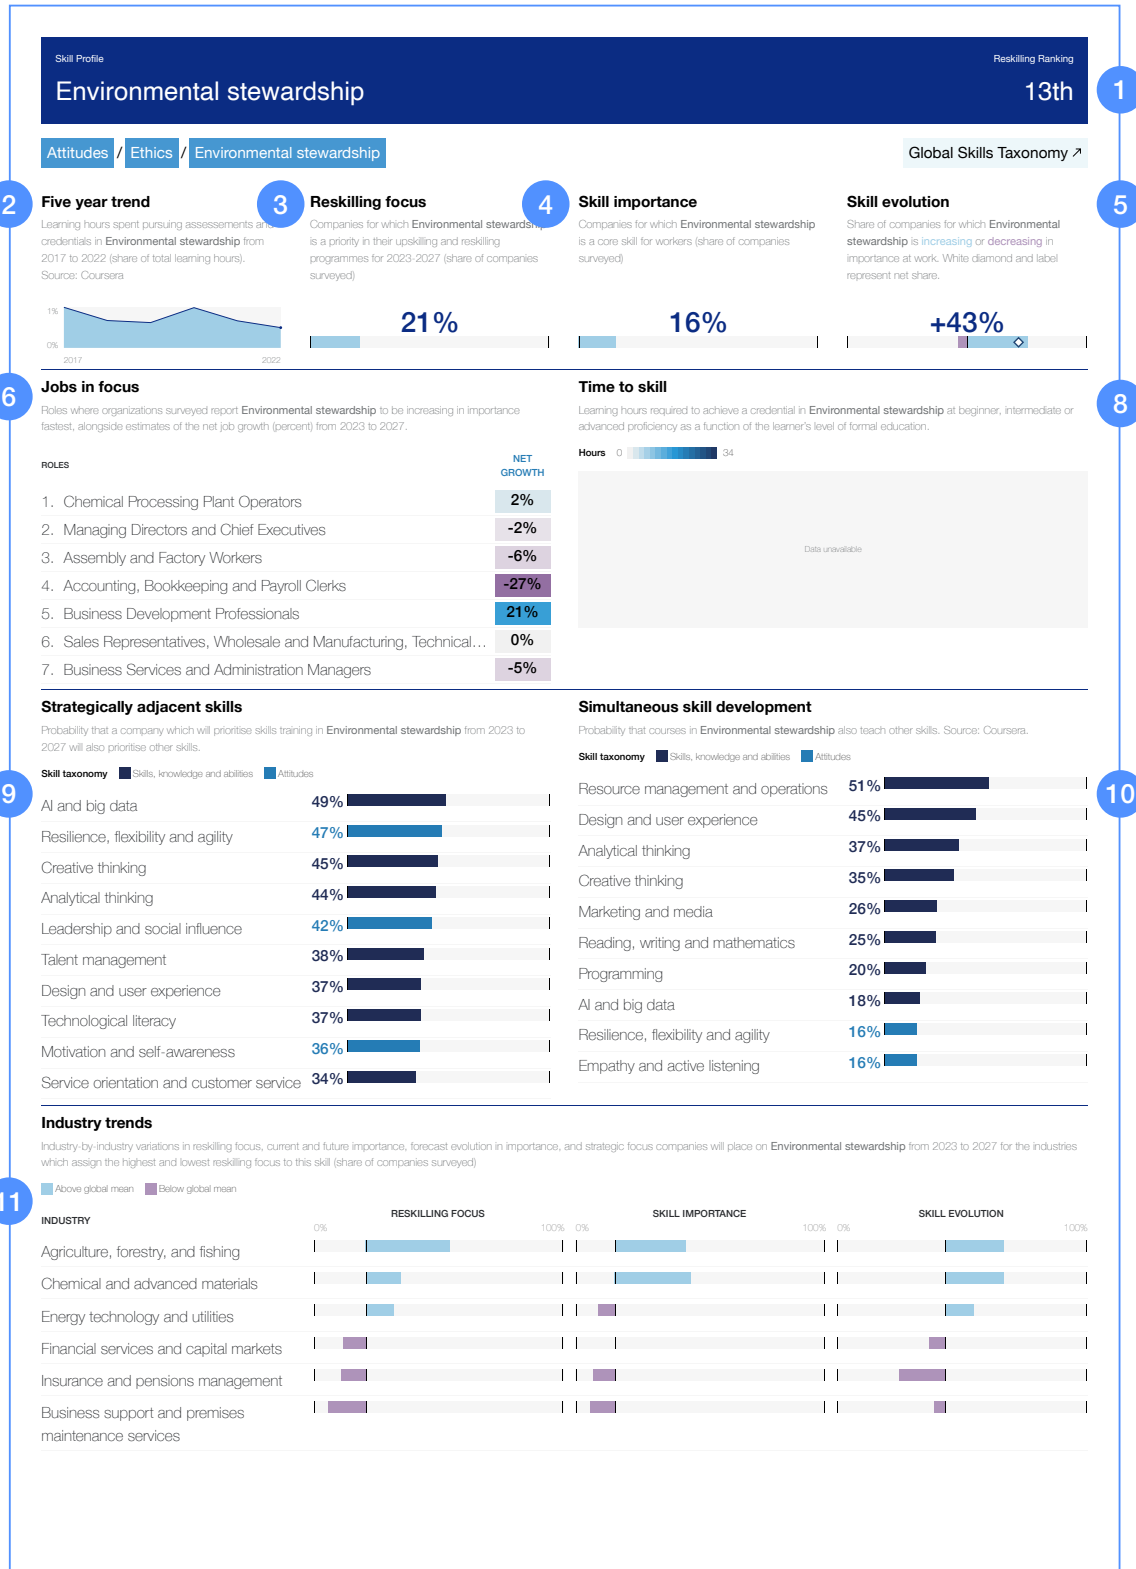 Skill Profile
Reskilling Ranking
Environmental stewardship
13th
1
Attitudes / Ethics / Environmental stewardship
Global Skills Taxonomy ↗
2
Five year trend
Learning hours spent pursuing assessements and
credentials in Environmental stewardship from
2017 to 2022 (share of total learning hours).
Source: Coursera
1%
0%
2017
2022
3
Reskilling focus
Companies for which Environmental stewardship
is a priority in their upskilling and reskilling
programmes for 2023-2027 (share of companies
surveyed)
21%
4
Skill importance
Companies for which Environmental stewardship
is a core skill for workers (share of companies
surveyed)
16%
5
Skill evolution
Share of companies for which Environmental
stewardship is increasing or decreasing in
importance at work. White diamond and label
represent net share.
+43%
6
Jobs in focus
Roles where organizations surveyed report Environmental stewardship to be increasing in importance
fastest, alongside estimates of the net job growth (percent) from 2023 to 2027.
ROLES
NET
GROWTH
1. Chemical Processing Plant Operators 2%
2. Managing Directors and Chief Executives -2%
3. Assembly and Factory Workers -6%
4. Accounting, Bookkeeping and Payroll Clerks -27%
5. Business Development Professionals 21%
6. Sales Representatives, Wholesale and Manufacturing, Technical... 0%
7. Business Services and Administration Managers -5%
8
Time to skill
Learning hours required to achieve a credential in Environmental stewardship at beginner, intermediate or
advanced proficiency as a function of the learner's level of formal education.
Hours 0 34
Data unavailable
9
Strategically adjacent skills
Probability that a company which will prioritise skills training in Environmental stewardship from 2023 to
2027 will also prioritise other skills.
Skill taxonomy Skills, knowledge and abilities Attitudes
AI and big data 49%
Resilience, flexibility and agility 47%
Creative thinking 45%
Analytical thinking 44%
Leadership and social influence 42%
Talent management 38%
Design and user experience 37%
Technological literacy 37%
Motivation and self-awareness 36%
Service orientation and customer service 34%
10
Simultaneous skill development
Probability that courses in Environmental stewardship also teach other skills. Source: Coursera.
Skill taxonomy Skills, knowledge and abilities Attitudes
Resource management and operations 51%
Design and user experience 45%
Analytical thinking 37%
Creative thinking 35%
Marketing and media 26%
Reading, writing and mathematics 25%
Programming 20%
AI and big data 18%
Resilience, flexibility and agility 16%
Empathy and active listening 16%
11
Industry trends
Industry-by-industry variations in reskilling focus, current and future importance, forecast evolution in importance, and strategic focus companies will place on Environmental stewardship from 2023 to 2027 for the industries
which assign the highest and lowest reskilling focus to this skill (share of companies surveyed)
Above global mean Below global mean
INDUSTRY
RESKILLING FOCUS SKILL IMPORTANCE SKILL EVOLUTION
0% 100% 0% 100% 0% 100%
Agriculture, forestry, and fishing
Chemical and advanced materials
Energy technology and utilities
Financial services and capital markets
Insurance and pensions management
Business support and premises
maintenance services